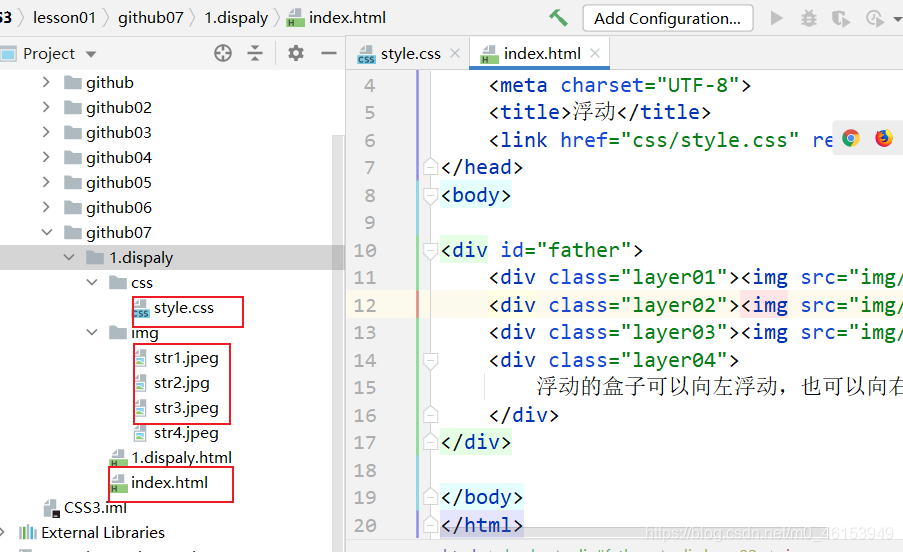 S3 lesson01 github07 1.dispaly index.html Add Configuration...
Project style.css index.html
github
github02
github03
github04
github05
github06
github07
1.dispaly
css
style.css
img
str1.jpeg
str2.jpg
str3.jpeg
str4.jpeg
1.dispaly.html
index.html
CSS3.iml
External Libraries
4 <meta charset="UTF-8">
5 <title>浮动</title>
6 <link href="css/style.css" re
7 </head>
8 <body>
9
10 <div id="father">
11 <div class="layer01"><img src="img/
12 <div class="layer02"><img src="img/
13 <div class="layer03"><img src="img/
14 <div class="layer04">
15 浮动的盒子可以向左浮动，也可以向右
16 </div>
17 </div>
18
19 </body>
20 </html>
https://blog.csdn.net/m0_46153949